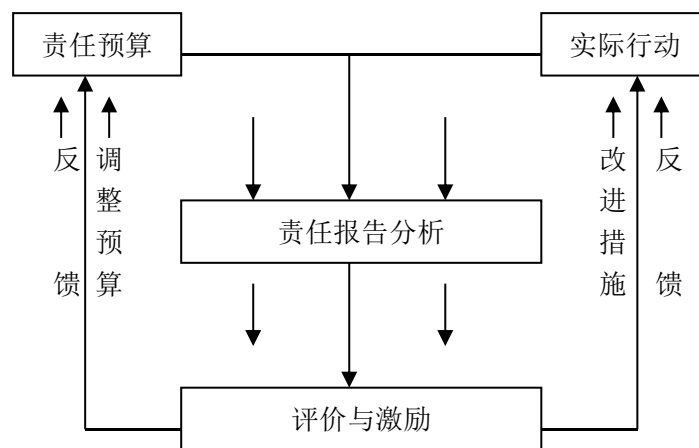 责任预算
实际行动
反馈
调整预算
改进措施
反馈
责任报告分析
评价与激励